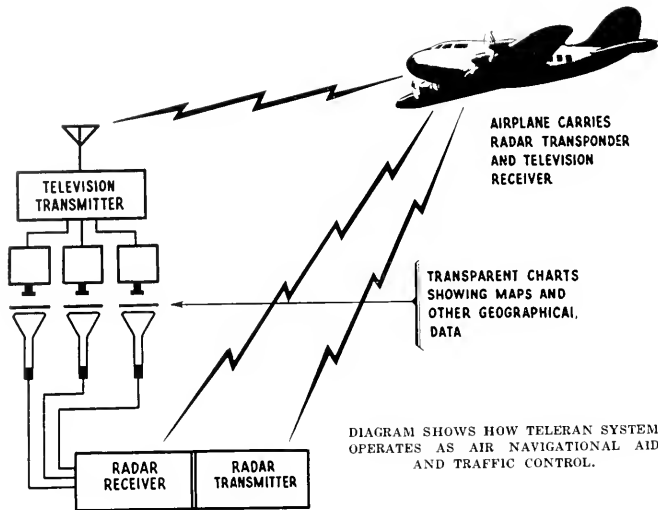 AIRPLANE CARRIES
RADAR TRANSPONDER
AND TELEVISION
RECEIVER
TELEVISION
TRANSMITTER
TRANSPARENT CHARTS
SHOWING MAPS AND
OTHER GEOGRAPHICAL,
DATA
RADAR
RECEIVER
RADAR
TRANSMITTER
DIAGRAM SHOWS HOW TELERAN SYSTEM
OPERATES AS AIR NAVIGATIONAL AID
AND TRAFFIC CONTROL.